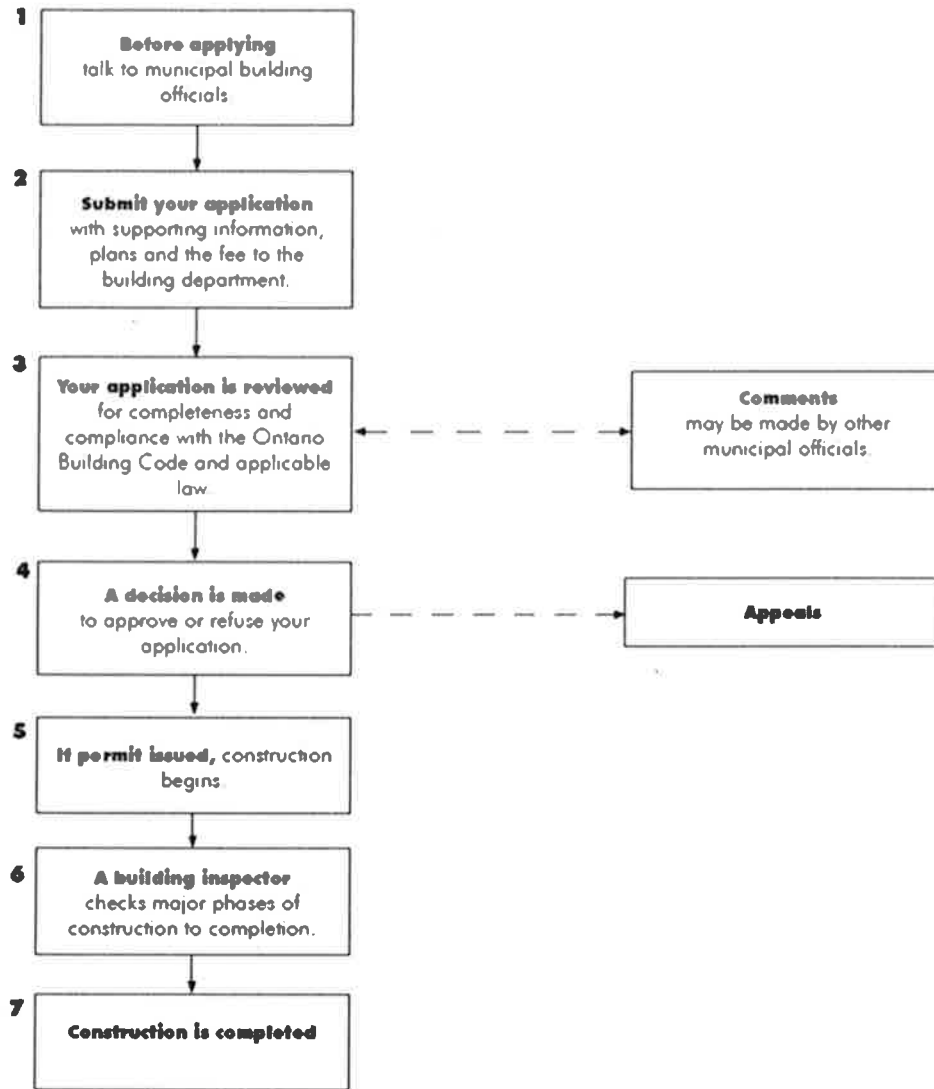 1
Before applying
talk to municipal building
officials
2
Submit your application
with supporting information,
plans and the fee to the
building department.
3
Your application is reviewed
for completeness and
compliance with the Ontario
Building Code and applicable
law
Comments
may be made by other
municipal officials.
4
A decision is made
to approve or refuse your
application.
Appeals
5
If permit issued, construction
begins.
6
A building inspector
checks major phases of
construction to completion.
7
Construction is completed